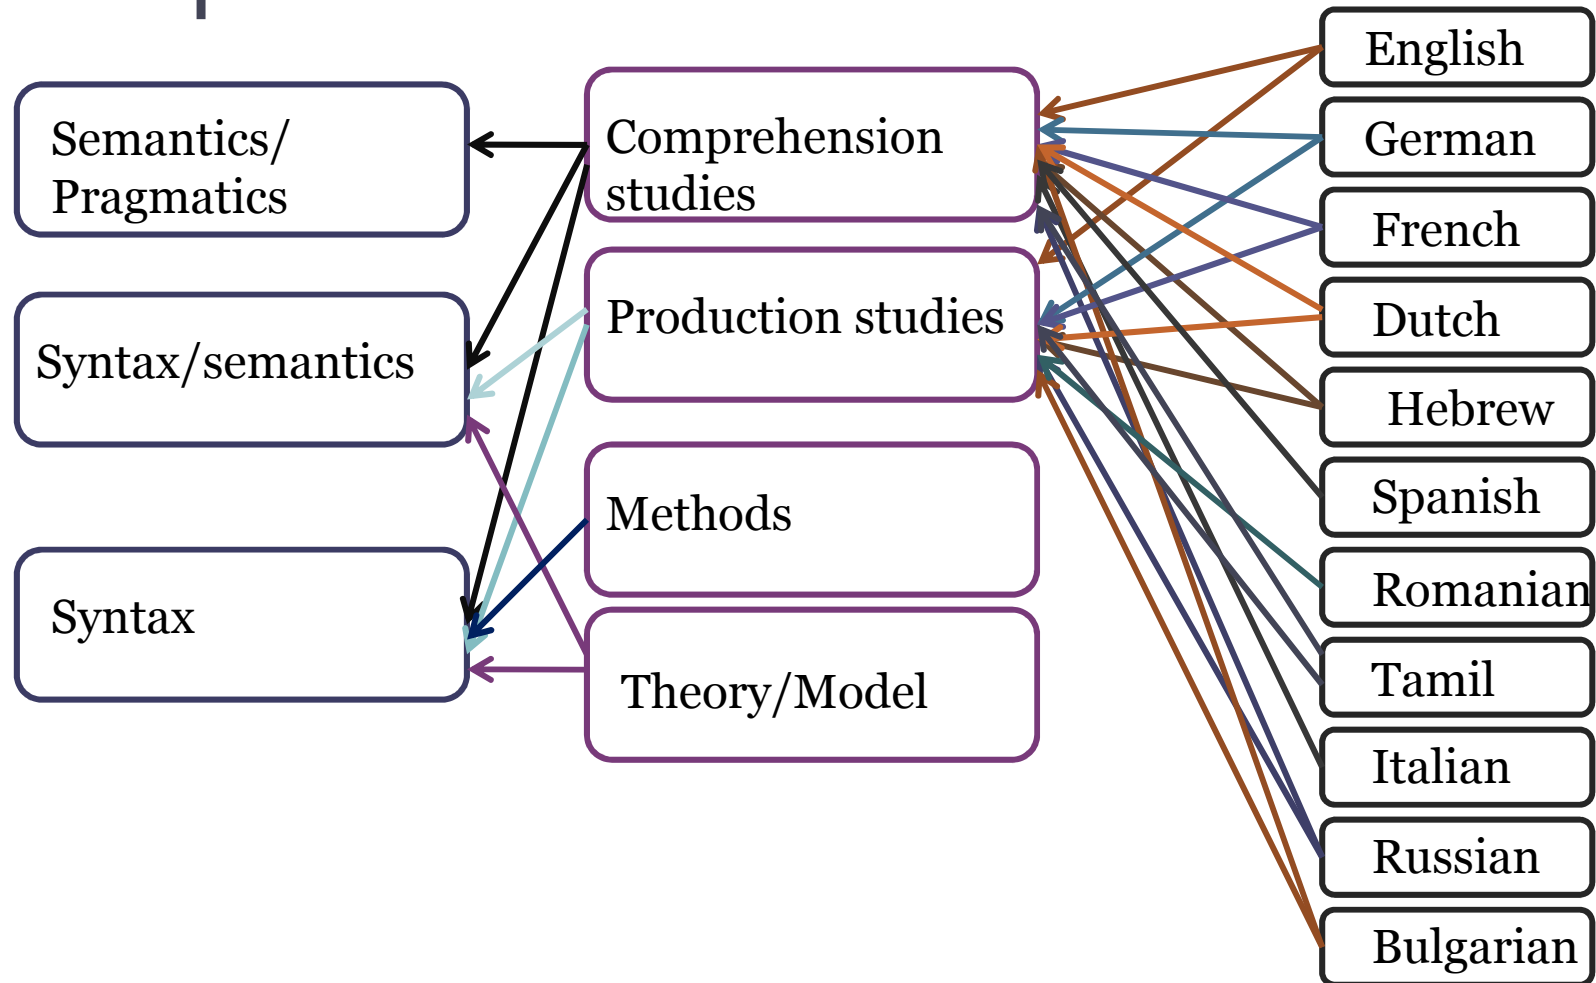 Semantics/
Pragmatics
Syntax/semantics
Syntax
Comprehension
studies
Production studies
Methods
Theory/Model
English
German
French
Dutch
Hebrew
Spanish
Romanian
Tamil
Italian
Russian
Bulgarian